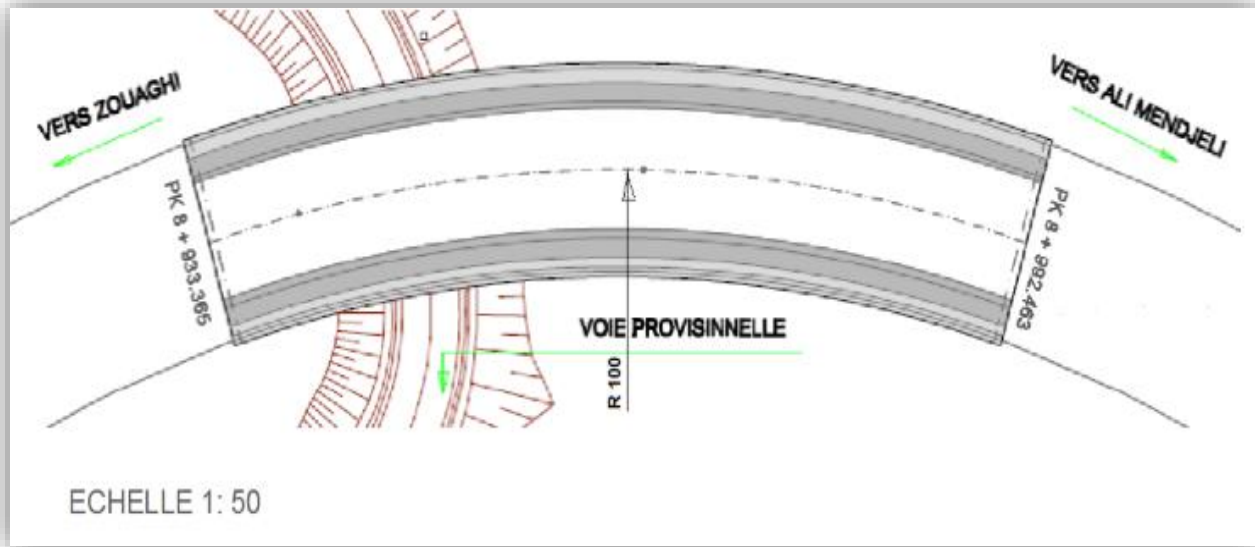 VERS ZOUAGHI
VERS ALI MENDJELI
PK 8 + 933.365
PK 8 + 992.463
VOIE PROVISINNELLE
R 100
ECHELLE 1: 50